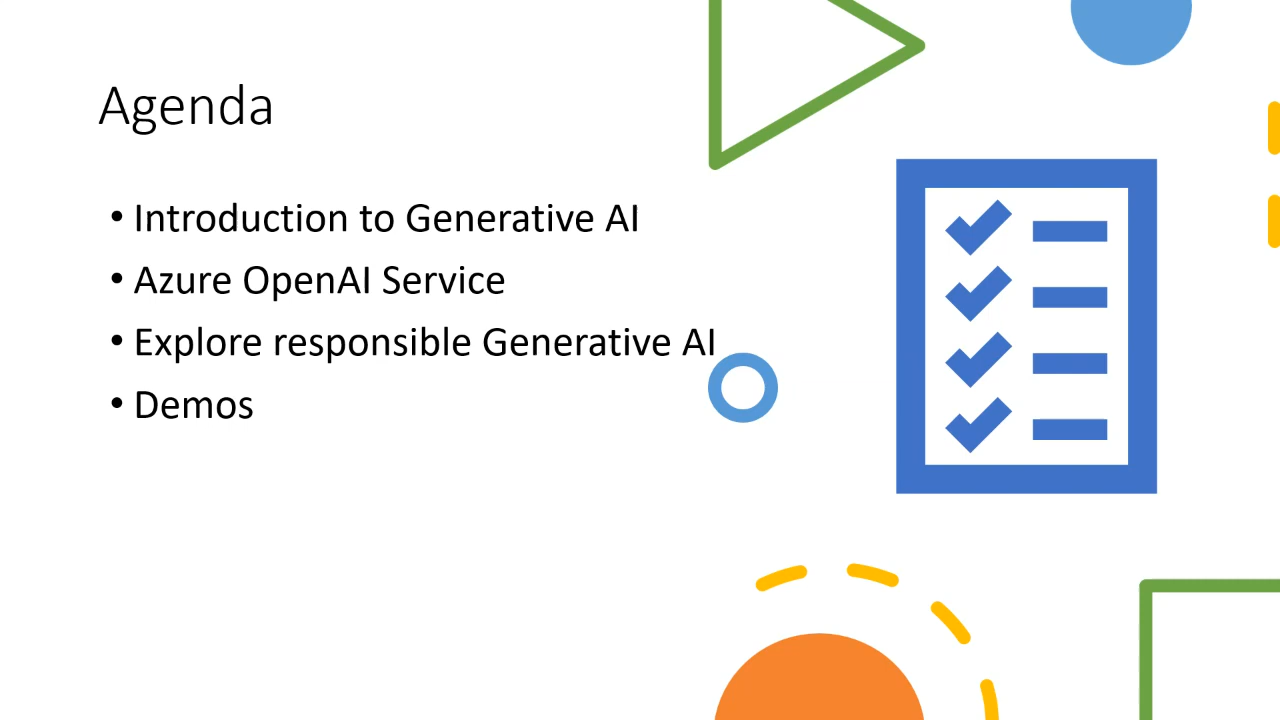 Agenda
• Introduction to Generative AI
• Azure OpenAI Service
• Explore responsible Generative AI
• Demos